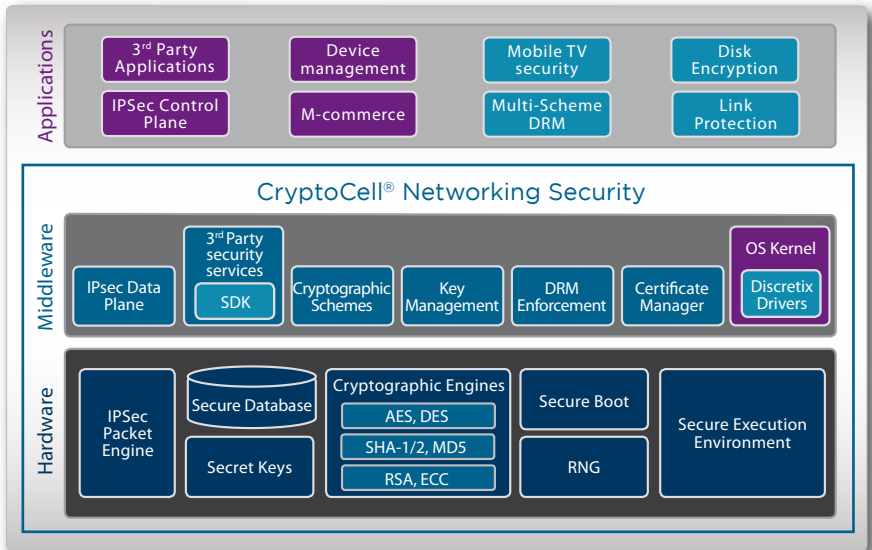 Applications
3rd Party
Applications
Device
management
Mobile TV
security
Disk
Encryption
IPSec Control
Plane
M-commerce
Multi-Scheme
DRM
Link
Protection
CryptoCell® Networking Security
Middleware
IPsec Data
Plane
3rd Party
security
services
SDK
Cryptographic
Schemes
Key
Management
DRM
Enforcement
Certificate
Manager
OS Kernel
Discretix
Drivers
Hardware
IPSec
Packet
Engine
Secure Database
Secret Keys
Cryptographic Engines
AES, DES
SHA-1/2, MD5
RSA, ECC
Secure Boot
RNG
Secure Execution
Environment